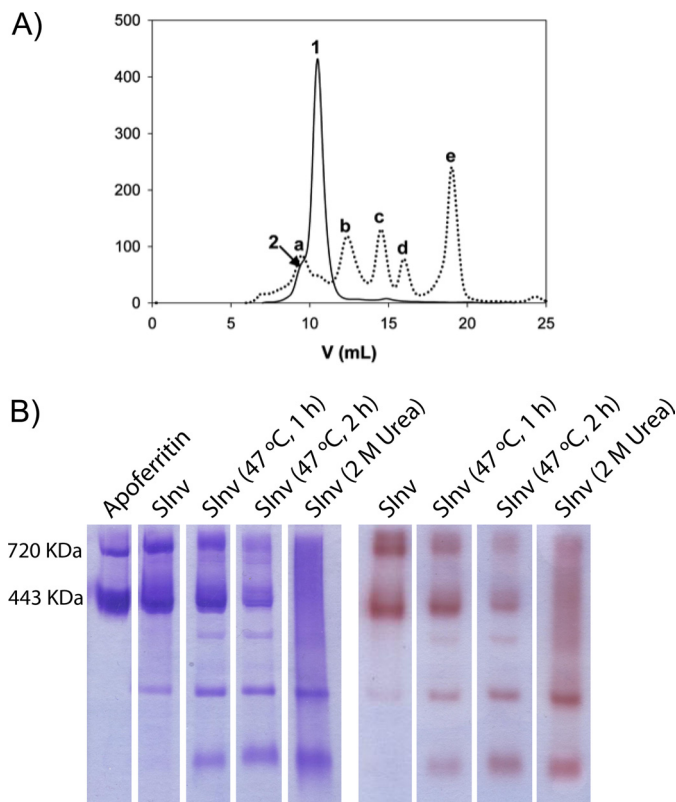 A)
500
400
300
200
100
0
1
2
a
b
c
d
e
0 5 10 15 20 25
V (mL)
B)
Apoferritin
SInv
SInv (47 ºC, 1 h)
SInv (47 ºC, 2 h)
SInv (2 M Urea)
SInv
SInv (47 ºC, 1 h)
SInv (47 ºC, 2 h)
SInv (2 M Urea)
720 KDa
443 KDa